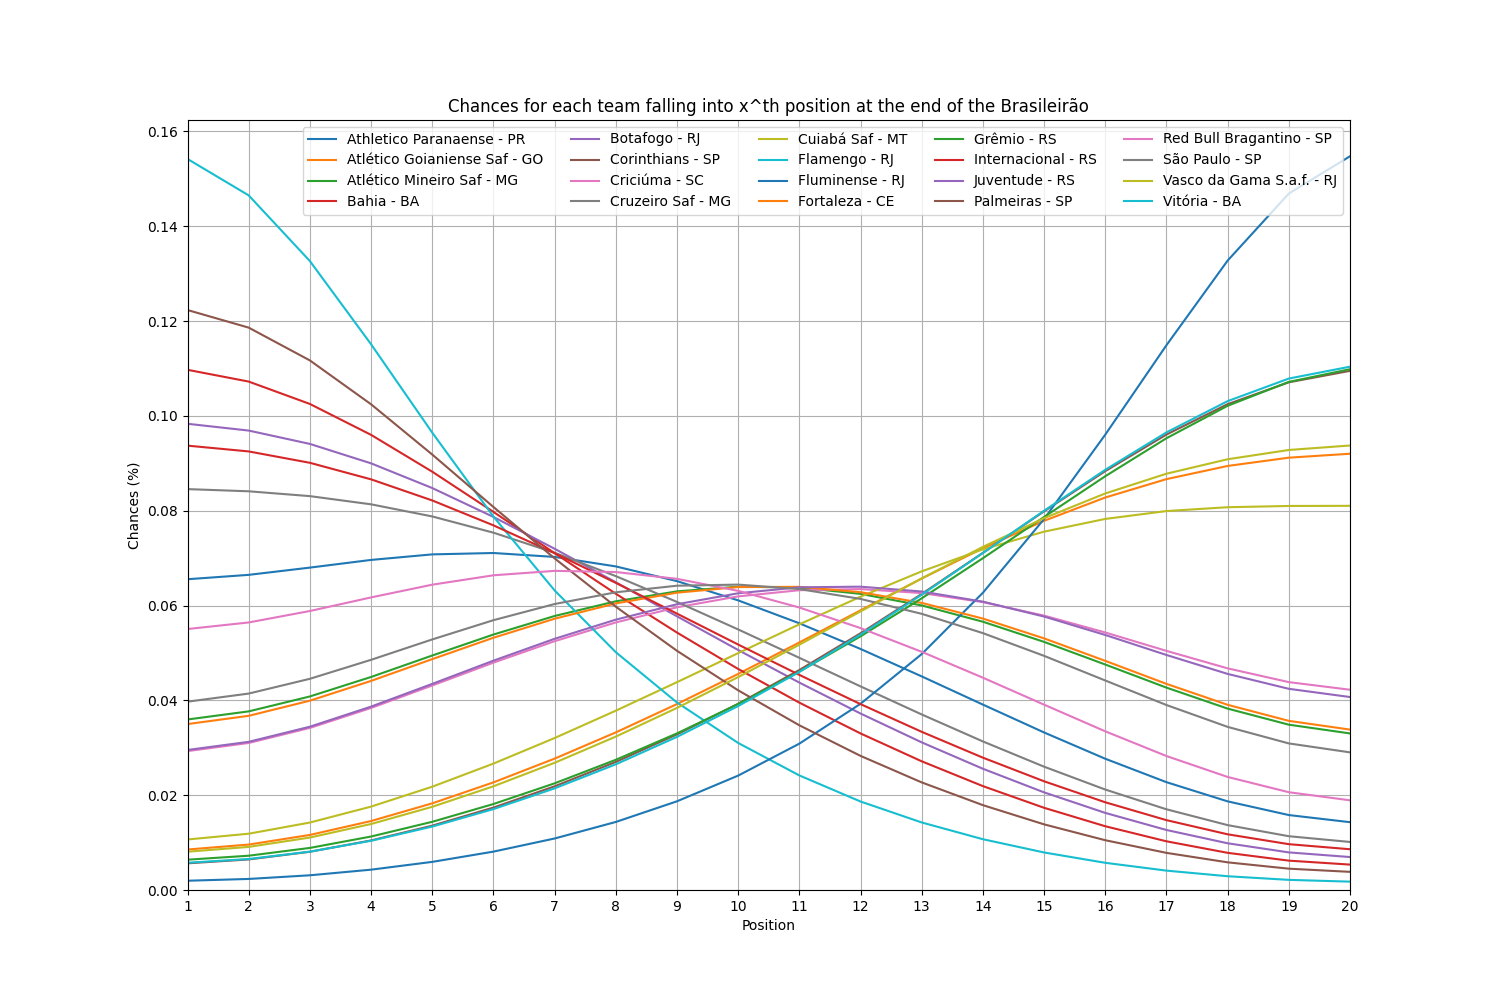 Chances for each team falling into x^th position at the end of the Brasileirão
Athletico Paranaense - PR
Atlético Goianiense Saf - GO
Atlético Mineiro Saf - MG
Bahia - BA
Botafogo - RJ
Corinthians - SP
Criciúma - SC
Cruzeiro Saf - MG
Cuiabá Saf - MT
Flamengo - RJ
Fluminense - RJ
Fortaleza - CE
Grêmio - RS
Internacional - RS
Juventude - RS
Palmeiras - SP
Red Bull Bragantino - SP
São Paulo - SP
Vasco da Gama S.a.f. - RJ
Vitória - BA
Chances (%)
0.16
0.14
0.12
0.10
0.08
0.06
0.04
0.02
0.00
1 2 3 4 5 6 7 8 9 10 11 12 13 14 15 16 17 18 19 20
Position